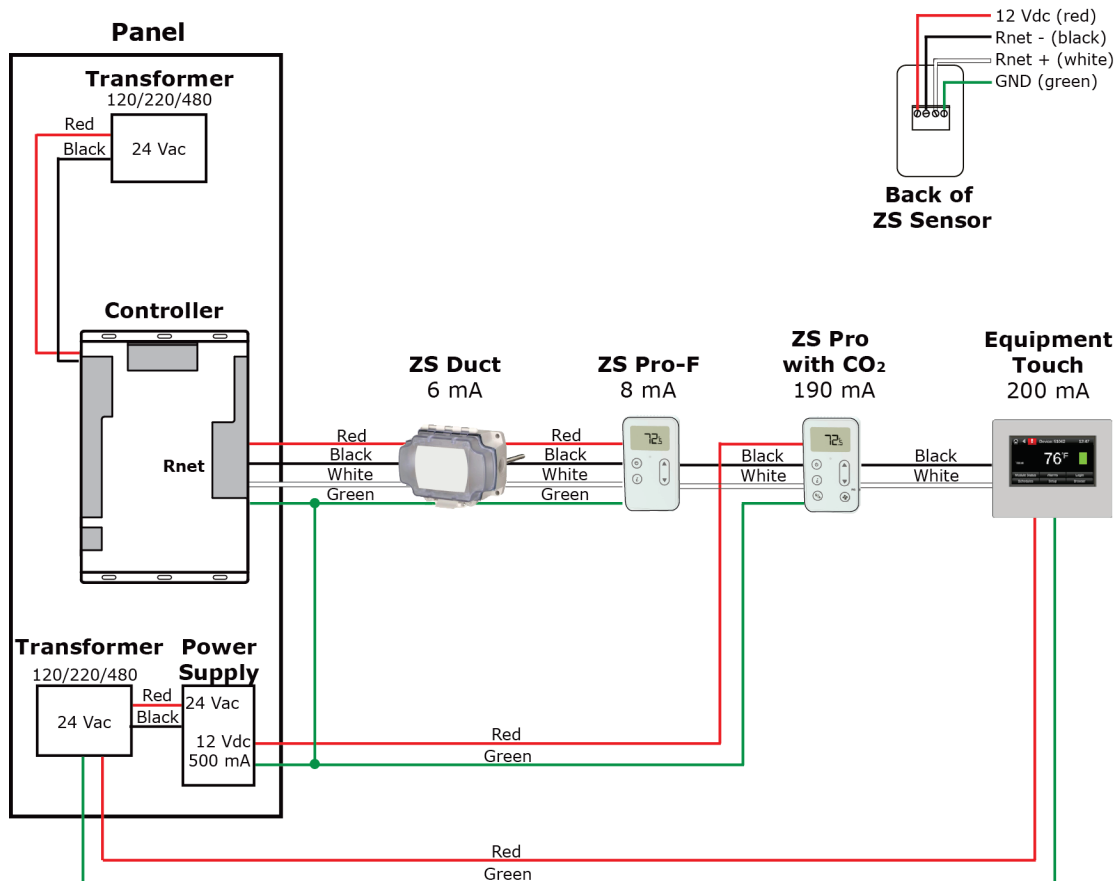 Panel
Transformer
120/220/480
Red
Black
24 Vac
12 Vdc (red)
Rnet - (black)
Rnet + (white)
GND (green)
Back of
ZS Sensor
Controller
Rnet
ZS Duct
6 mA
ZS Pro-F
8 mA
ZS Pro
with CO₂
190 mA
Equipment
Touch
200 mA
Red
Black
White
Green
Red
Black
White
Green
Black
White
Black
White
72
72
76°F
Transformer
120/220/480
24 Vac
Red
Black
Power
Supply
24 Vac
12 Vdc
500 mA
Red
Green
Red
Green